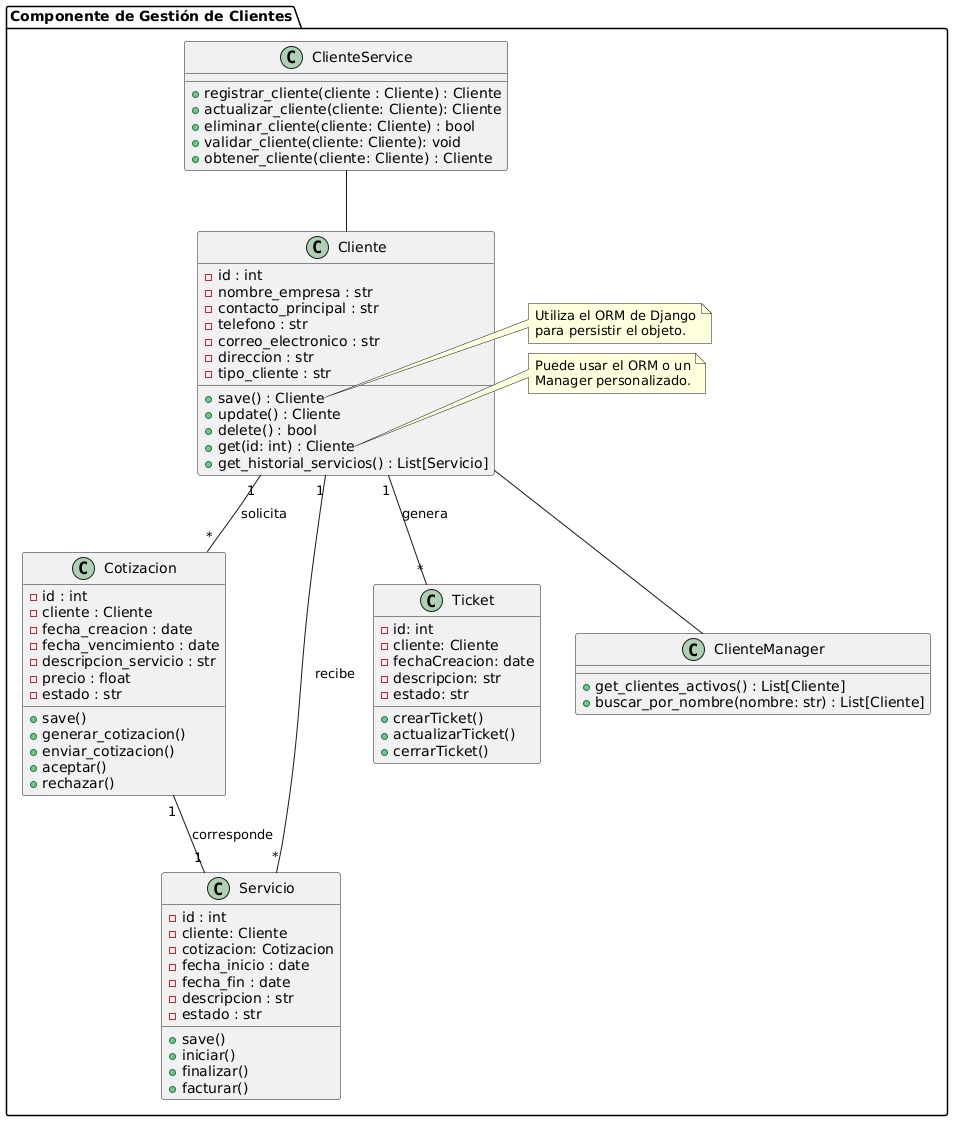 Componente de Gestión de Clientes
C ClienteService
registrar_cliente(cliente : Cliente) : Cliente
actualizar_cliente(cliente: Cliente): Cliente
eliminar_cliente(cliente: Cliente) : bool
validar_cliente(cliente: Cliente): void
obtener_cliente(cliente: Cliente) : Cliente
C Cliente
id : int
nombre_empresa : str
contacto_principal : str
telefono : str
correo_electronico : str
direccion : str
tipo_cliente : str
save() : Cliente
update() : Cliente
delete() : bool
get(id: int) : Cliente
get_historial_servicios() : List[Servicio]
Utiliza el ORM de Django
para persistir el objeto.
Puede usar el ORM o un
Manager personalizado.
1
solicita
*
1
recibe
*
1
genera
*
C Cotizacion
id : int
cliente : Cliente
fecha_creacion : date
fecha_vencimiento : date
descripcion_servicio : str
precio : float
estado : str
save()
generar_cotizacion()
enviar_cotizacion()
aceptar()
rechazar()
C Ticket
id: int
cliente: Cliente
fechaCreacion: date
descripcion: str
estado: str
crearTicket()
actualizarTicket()
cerrarTicket()
C ClienteManager
get_clientes_activos() : List[Cliente]
buscar_por_nombre(nombre: str) : List[Cliente]
1
corresponde
1
C Servicio
id : int
cliente: Cliente
cotizacion: Cotizacion
fecha_inicio : date
fecha_fin : date
descripcion : str
estado : str
save()
iniciar()
finalizar()
facturar()